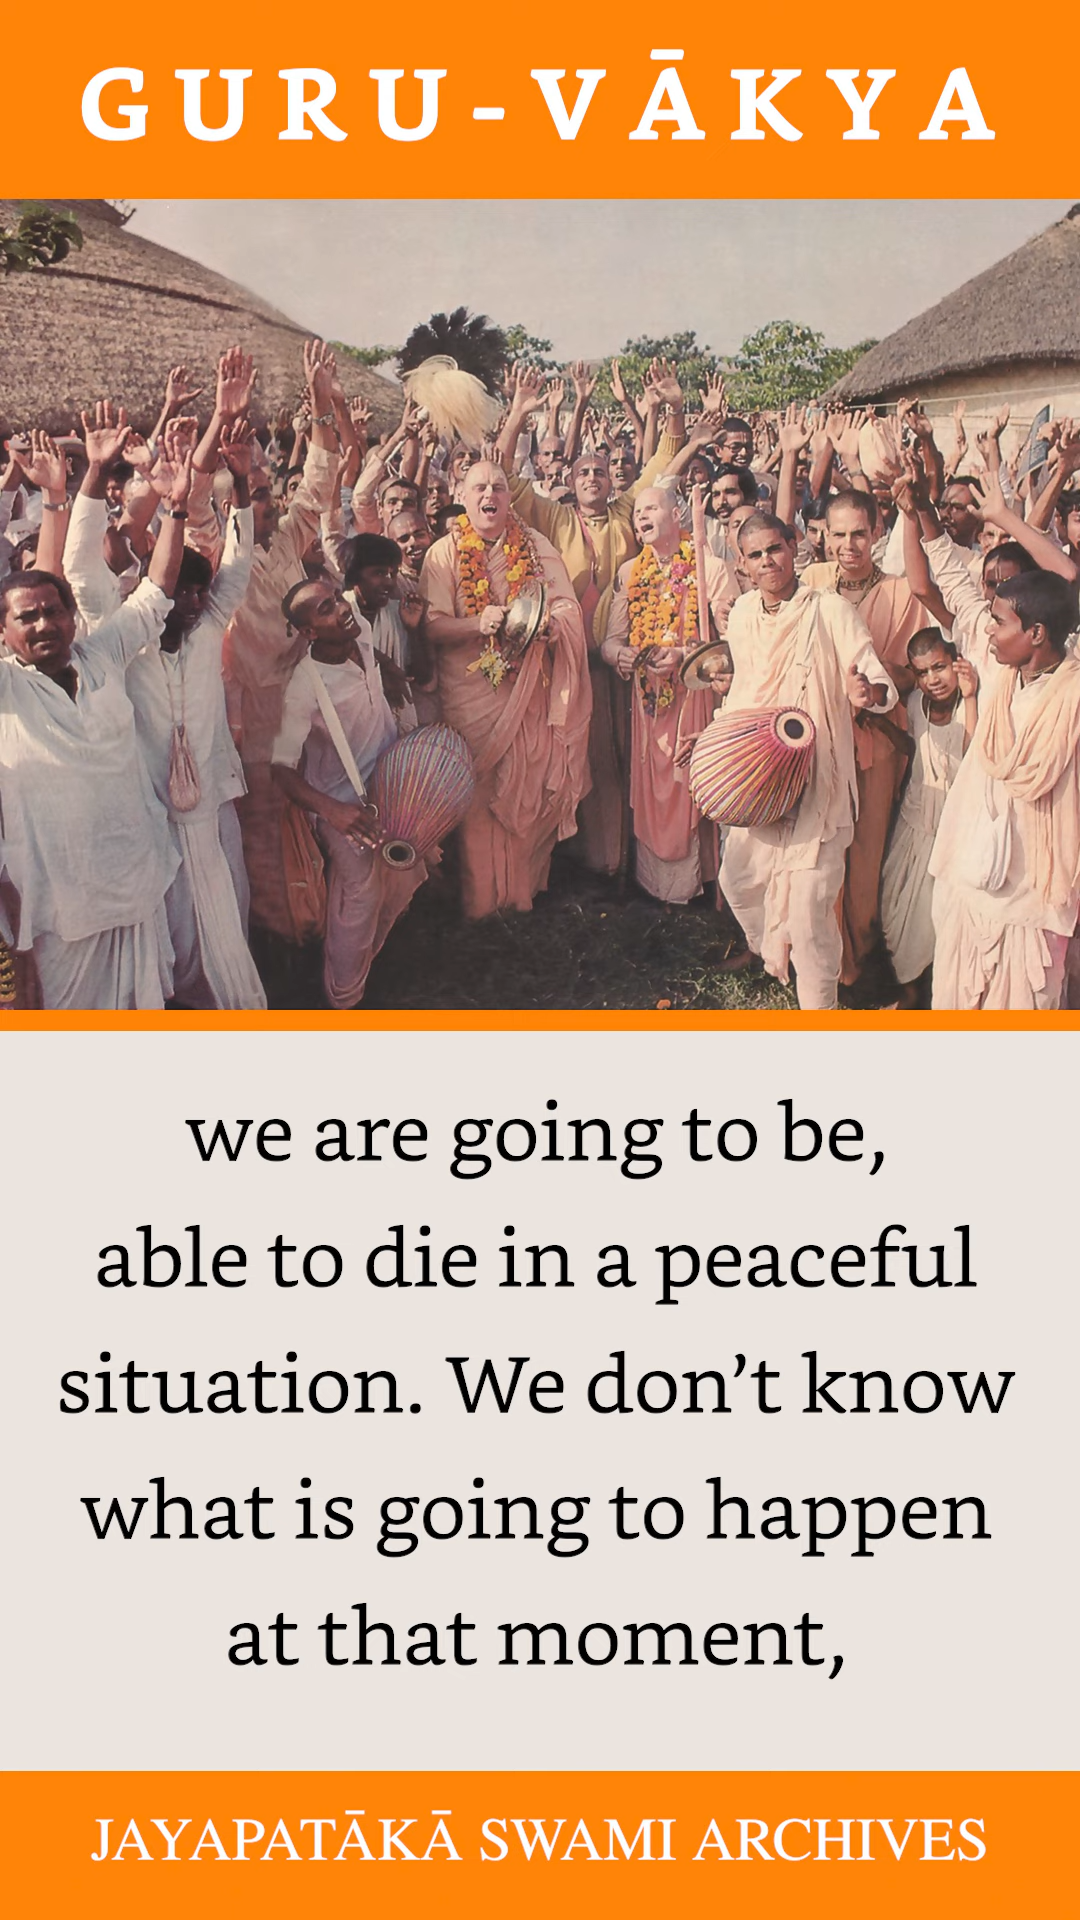 GURU-VĀKYA
we are going to be,
able to die in a peaceful
situation. We don’t know
what is going to happen
at that moment,
JAYAPATĀKĀ SWAMI ARCHIVES